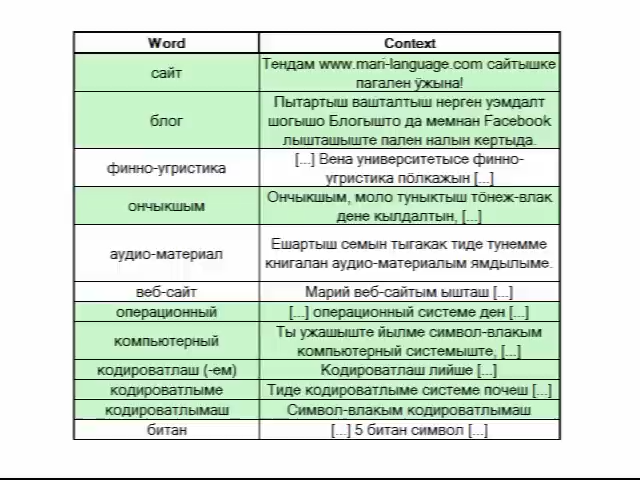 Word Context
сайт
Тендам www.mari-language.com сайтышке
пагален ӱжына!
блог
Пытартыш вашталтыш нерген уэмдалт
шогышо Блогышто да мемнан Facebook
лышташыште пален налын кертыда.
финно-угристика
[...] Вена университетысе финно-
угристика пӧлкажын [...]
ончыкшым
Ончыкшым, моло туныктыш тӧнеж-влак
дене кылдалтын, [...]
аудио-материал
Ешартыш семын тыгакак тиде тунемме
книгалан аудио-материалым ямдылыме.
веб-сайт Марий веб-сайтым ышташ [...]
операционный [...] операционный системе ден [...]
компьютерный
Ты ужашыште йылме символ-влакым
компьютерный системыште, [...]
кодироватлаш (-ем) Кодироватлаш лийше [...]
кодироватлыме Тиде кодироватлыме системе почеш [...]
кодироватлымаш Символ-влакым кодироватлымаш
битан [...] 5 битан символ [...]